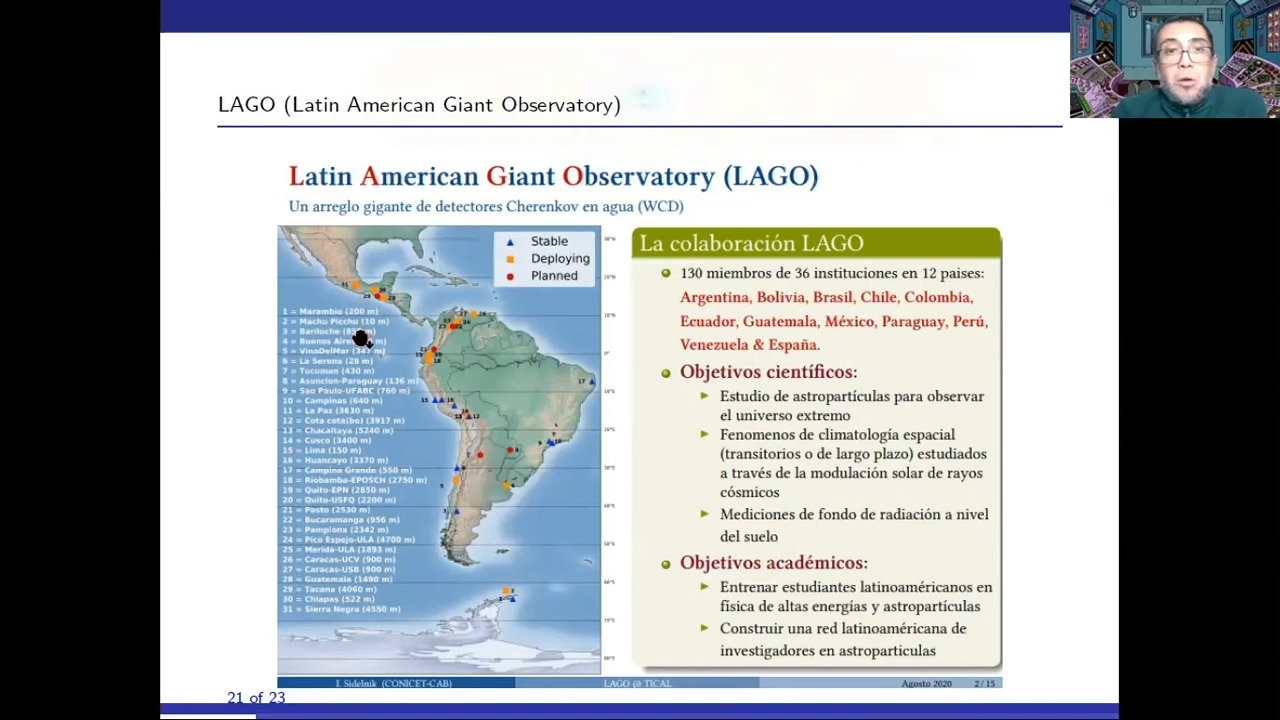 LAGO (Latin American Giant Observatory)
Latin American Giant Observatory (LAGO)
Un arreglo gigante de detectores Cherenkov en agua (WCD)
Stable
Deploying
Planned
1 = Marambio (200 m)
2 = Machu Picchu (10 m)
3 = Bariloche
4 = Buenos Aires
5 = VinaDelMar
6 = La Serena (28 m)
7 = Tucuman (430 m)
8 = Asuncion-Paraguay (136 m)
9 = Sao Paulo-UFABC (760 m)
10 = Campinas (640 m)
11 = La Paz (3630 m)
12 = Cota cota(bo) (3917 m)
13 = Chacaltaya (5240 m)
14 = Cusco (3400 m)
15 = Lima (150 m)
16 = Huancayo (3370 m)
17 = Campina Grande (550 m)
18 = Riobamba-EPOSCH (2750 m)
19 = Quito-EPN (2850 m)
20 = Quito-USFQ (2200 m)
21 = Pasto (2530 m)
22 = Bucaramanga (956 m)
23 = Pamplona (2342 m)
24 = Pico Espejo-ULA (4700 m)
25 = Merida-ULA (1893 m)
26 = Caracas-UCV (900 m)
27 = Caracas-USB (900 m)
28 = Guatemala (1490 m)
29 = Tacana (4060 m)
30 = Chiapas (522 m)
31 = Sierra Negra (4550 m)
La colaboración LAGO
130 miembros de 36 instituciones en 12 paises:
Argentina, Bolivia, Brasil, Chile, Colombia,
Ecuador, Guatemala, México, Paraguay, Perú,
Venezuela & España.
Objetivos científicos:
Estudio de astropartículas para observar
el universo extremo
Fenomenos de climatología espacial
(transitorios o de largo plazo) estudiados
a través de la modulación solar de rayos
cósmicos
Mediciones de fondo de radiación a nivel
del suelo
Objetivos académicos:
Entrenar estudiantes latinoaméricanos en
física de altas energías y astropartículas
Construir una red latinoaméricana de
investigadores en astroparticulas
I. Sidelnik (CONICET-CAB)
LAGO @ TICAL
Agosto 2020
2 / 15
21 of 23